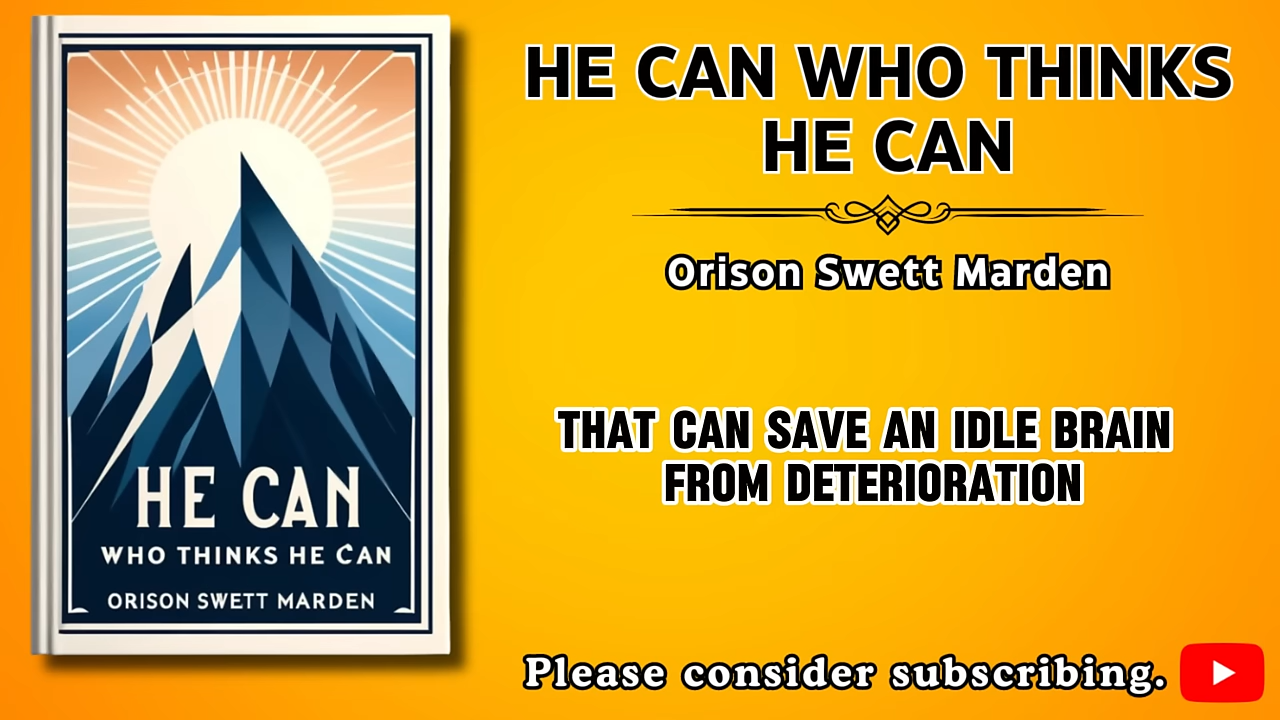 HE CAN
WHO THINKS HE CAN
ORISON SWETT MARDEN
HE CAN WHO THINKS
HE CAN
Orison Swett Marden
THAT CAN SAVE AN IDLE BRAIN
FROM DETERIORATION
Please consider subscribing.